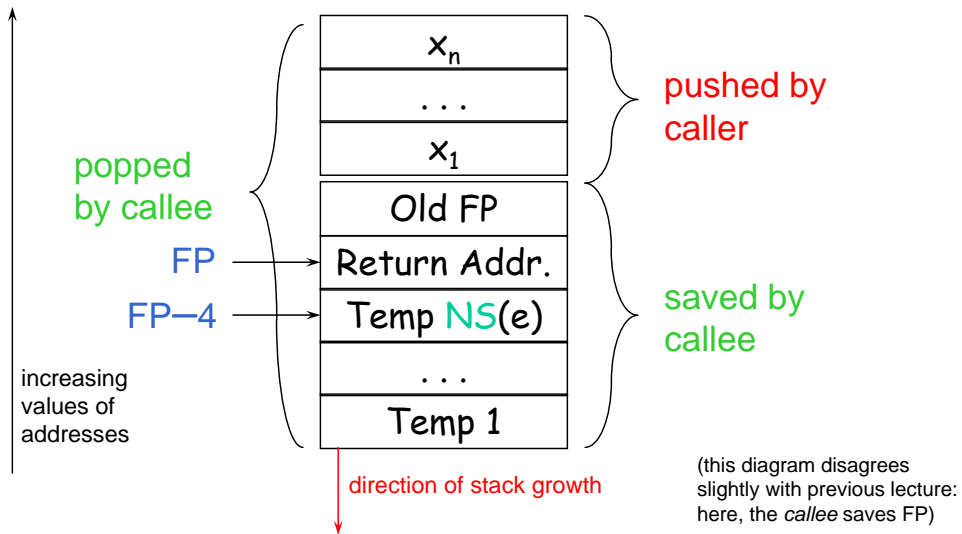 xn
. . .
x1
pushed by
caller
popped
by callee
Old FP
FP
Return Addr.
FP—4
Temp NS(e)
saved by
callee
. . .
increasing
values of
addresses
Temp 1
direction of stack growth
(this diagram disagrees
slightly with previous lecture:
here, the callee saves FP)